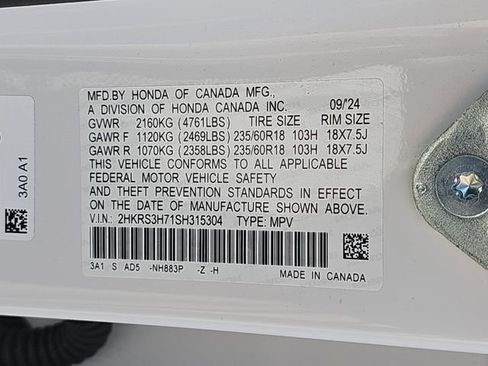 MFD.BY HONDA OF CANADA MFG.,
A DIVISION OF HONDA CANADA INC. 09/'24
GVWR 2160KG (4761LBS) TIRE SIZE RIM SIZE
GAWR F 1120KG (2469LBS) 235/60R18 103H 18X7.5J
GAWR R 1070KG (2358LBS) 235/60R18 103H 18X7.5J
THIS VEHICLE CONFORMS TO ALL APPLICABLE
FEDERAL MOTOR VEHICLE SAFETY
AND THEFT PREVENTION STANDARDS IN EFFECT
ON THE DATE OF MANUFACTURE SHOWN ABOVE.
V.I.N.: 2HKRS3H71SH315304 TYPE: MPV
3A1 S AD5 -NH883P -Z -H MADE IN CANADA
3A0 A1